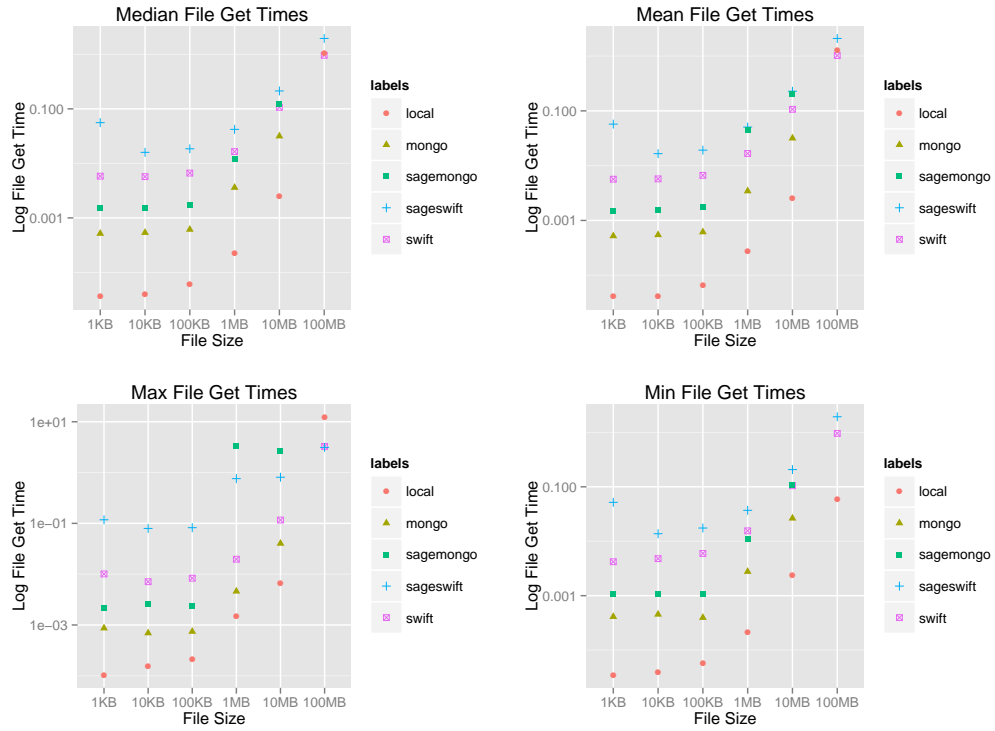 Median File Get Times
Log File Get Time
0.100
0.001
1KB 10KB 100KB 1MB 10MB 100MB
File Size
labels
local
mongo
sagemongo
sageswift
swift
Mean File Get Times
Log File Get Time
0.100
0.001
1KB 10KB 100KB 1MB 10MB 100MB
File Size
labels
local
mongo
sagemongo
sageswift
swift
Max File Get Times
Log File Get Time
1e+01
1e−01
1e−03
1KB 10KB 100KB 1MB 10MB 100MB
File Size
labels
local
mongo
sagemongo
sageswift
swift
Min File Get Times
Log File Get Time
0.100
0.001
1KB 10KB 100KB 1MB 10MB 100MB
File Size
labels
local
mongo
sagemongo
sageswift
swift